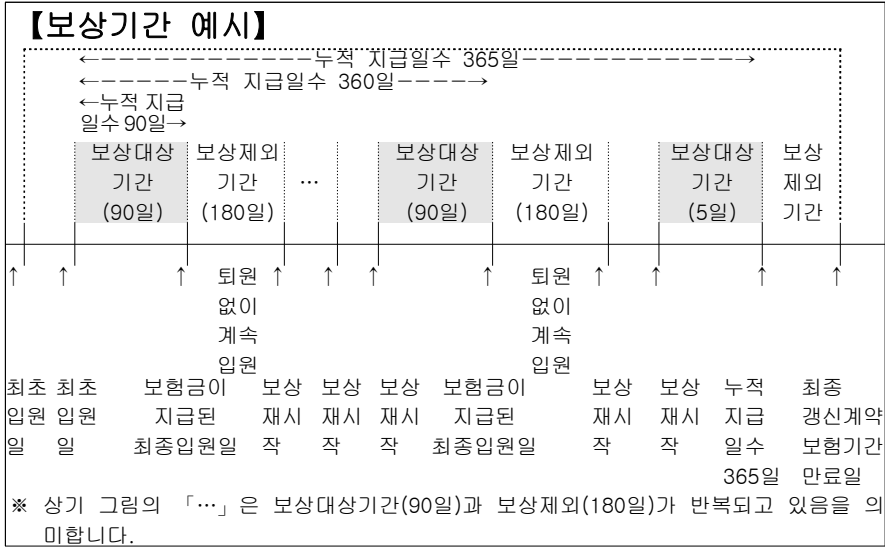 【보상기간 예시】
←−−−−−−−−−−−−−누적 지급일수 365일−−−−−−−−−−−−→
←−−−−−−누적 지급일수 360일−−−−→
←누적 지급
일수 90일→
보상대상 보상제외 보상대상 보상제외 보상대상 보상
기간 기간 … 기간 기간 기간 제외
(90일) (180일) (90일) (180일) (5일) 기간
↑ ↑ ↑ 퇴원 ↑ ↑ ↑ ↑ 퇴원 ↑ ↑ ↑ ↑
없이 없이
계속 계속
입원 입원
최초 최초 보험금이 보상 보상 보상 보험금이 보상 보상 누적 최종
입원 입원 지급된 재시 재시 재시 지급된 재시 재시 지급 갱신계약
일 일 최종입원일 작 작 작 최종입원일 작 작 일수 보험기간
365일 만료일
※ 상기 그림의 「…」은 보상대상기간(90일)과 보상제외(180일)가 반복되고 있음을 의
미합니다.